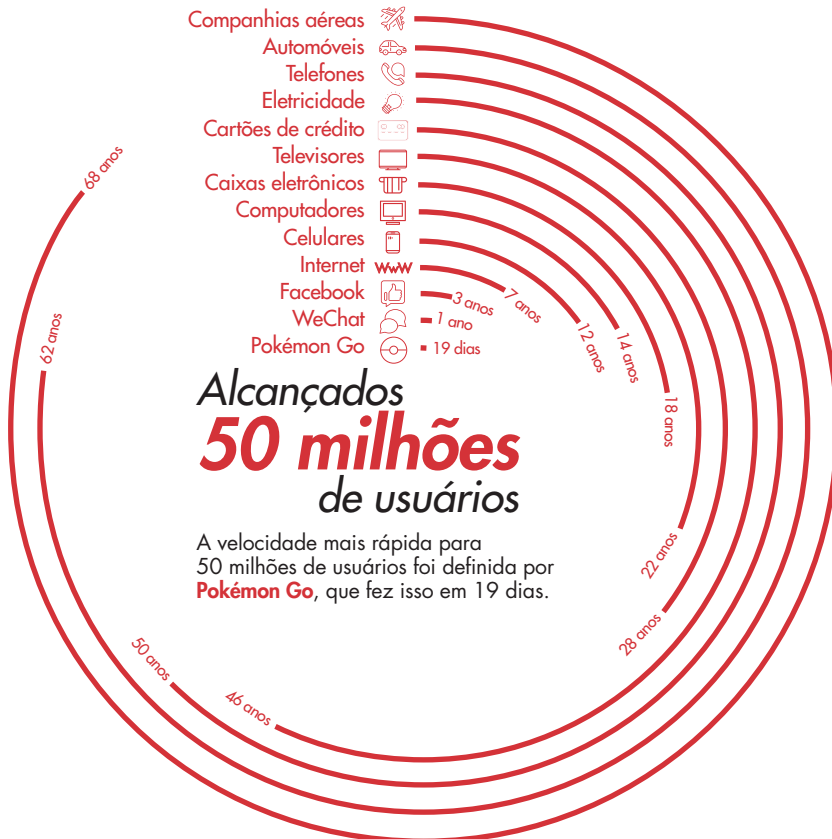 Companhias aéreas
Automóveis
Telefones
Eletricidade
Cartões de crédito
Televisores
Caixas eletrônicos
Computadores
Celulares
Internet WwW
Facebook
WeChat
Pokémon Go
68 anos
62 anos
50 anos
46 anos
28 anos
22 anos
18 anos
14 anos
12 anos
7 anos
3 anos
1 ano
19 dias
Alcançados
50 milhões
de usuários
A velocidade mais rápida para
50 milhões de usuários foi definida por
Pokémon Go, que fez isso em 19 dias.